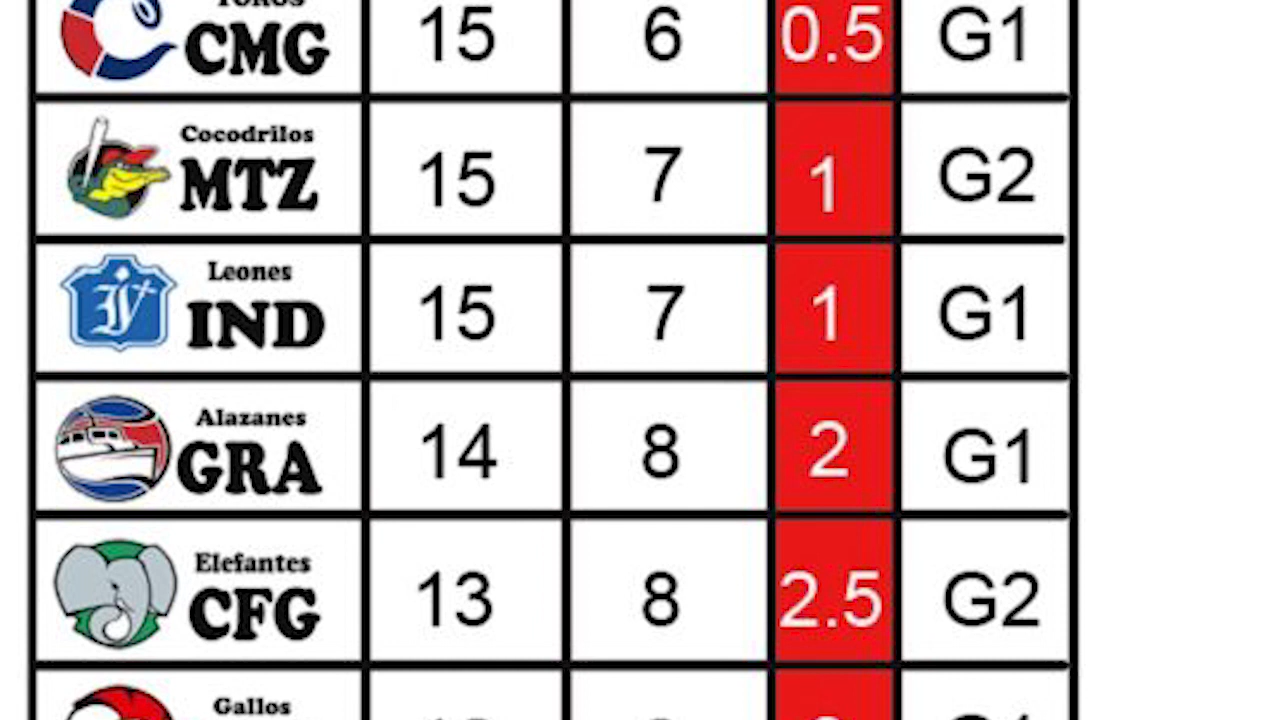 TOROS
CMG 15 6 0.5 G1
Cocodrilos
MTZ 15 7 1 G2
Leones
IND 15 7 1 G1
Alazanes
GRA 14 8 2 G1
Elefantes
CFG 13 8 2.5 G2
Gallos